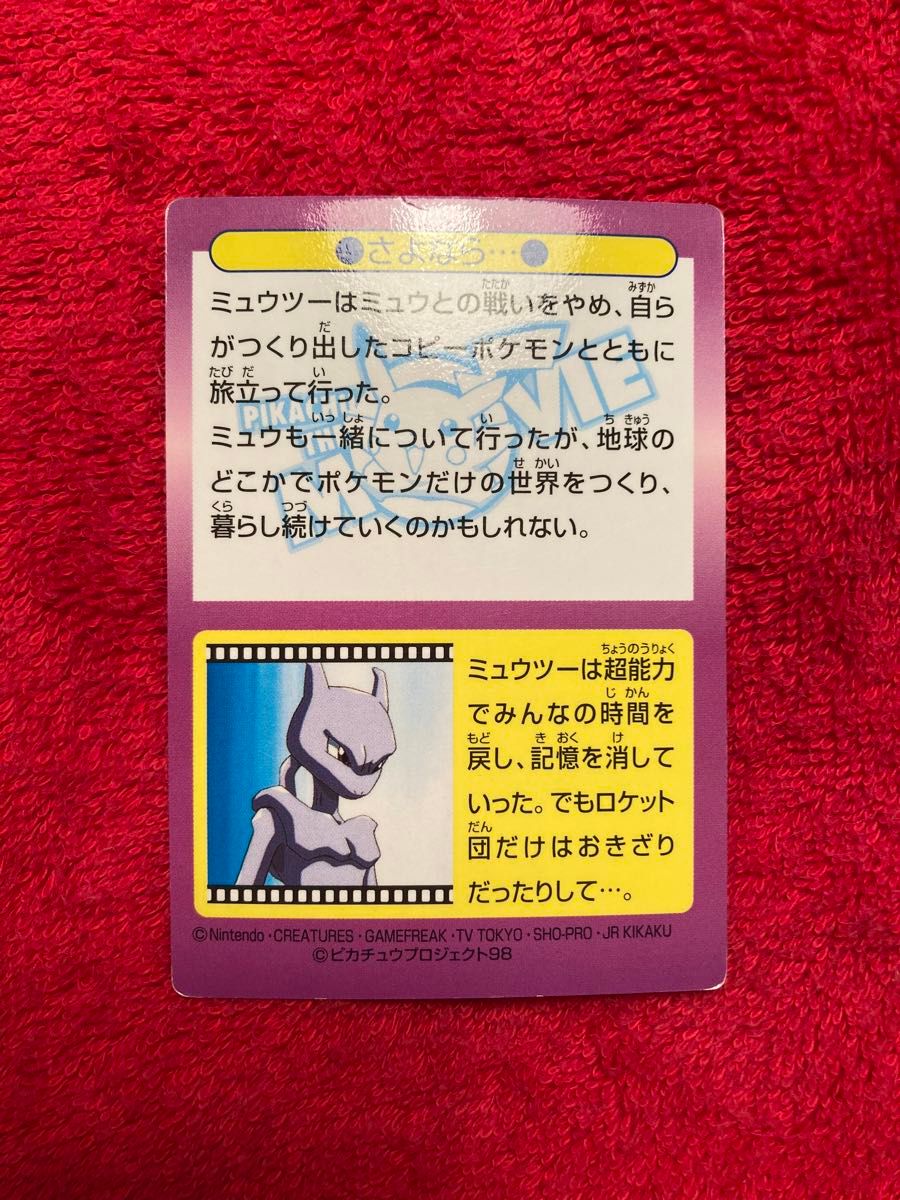 さよなら…
ミュウツーはミュウとの戦いをやめ、自ら
がつくり出したコピーポケモンとともに
旅立って行った。
ミュウも一緒について行ったが、地球の
どこかでポケモンだけの世界をつくり、
暮らし続けていくのかもしれない。
PIKACHU
THE
MOVIE
ミュウツーは超能力
でみんなの時間を
戻し、記憶を消して
いった。でもロケット
団だけはおきざり
だったりして…。
©Nintendo・CREATURES・GAMEFREAK・TV TOKYO・SHO-PRO・JR KIKAKU
©ピカチュウプロジェクト98